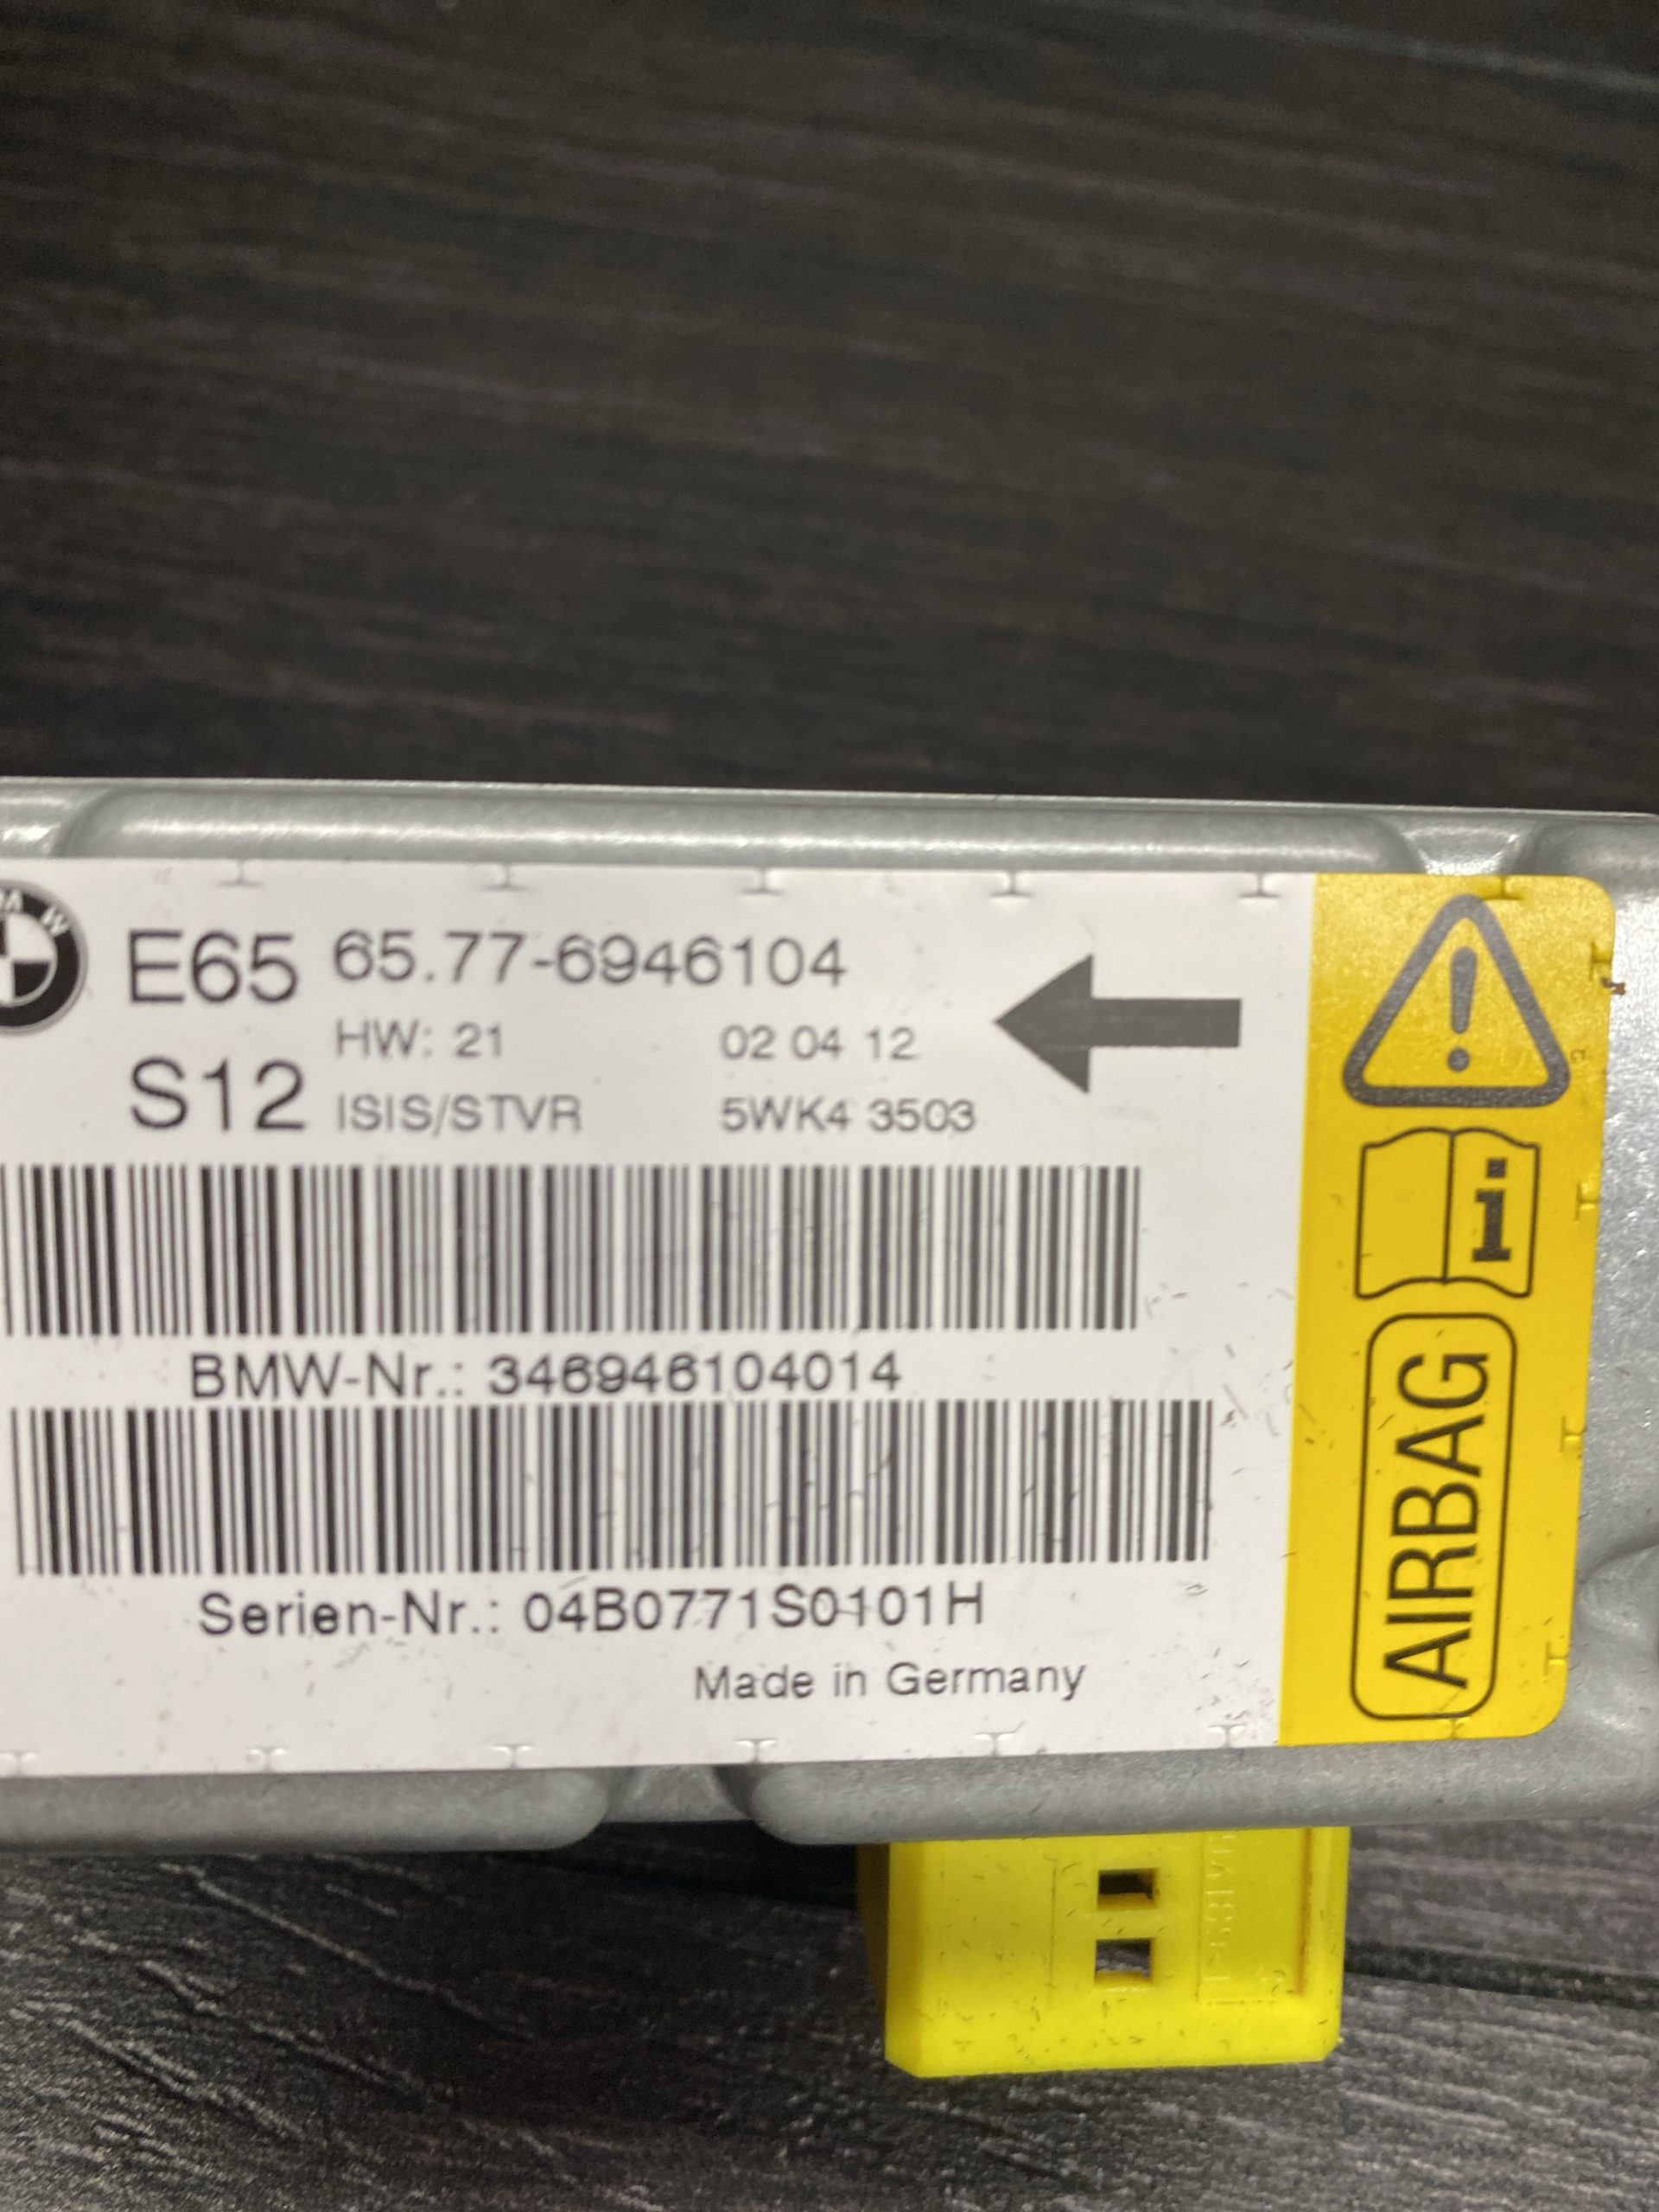 E65 65.77-6946104
HW: 21 02 04 12
S12 ISIS/STVR 5WK4 3503
BMW-Nr.: 346946104014
Serien-Nr.: 04B0771S0101H
Made in Germany
i
AIRBAG